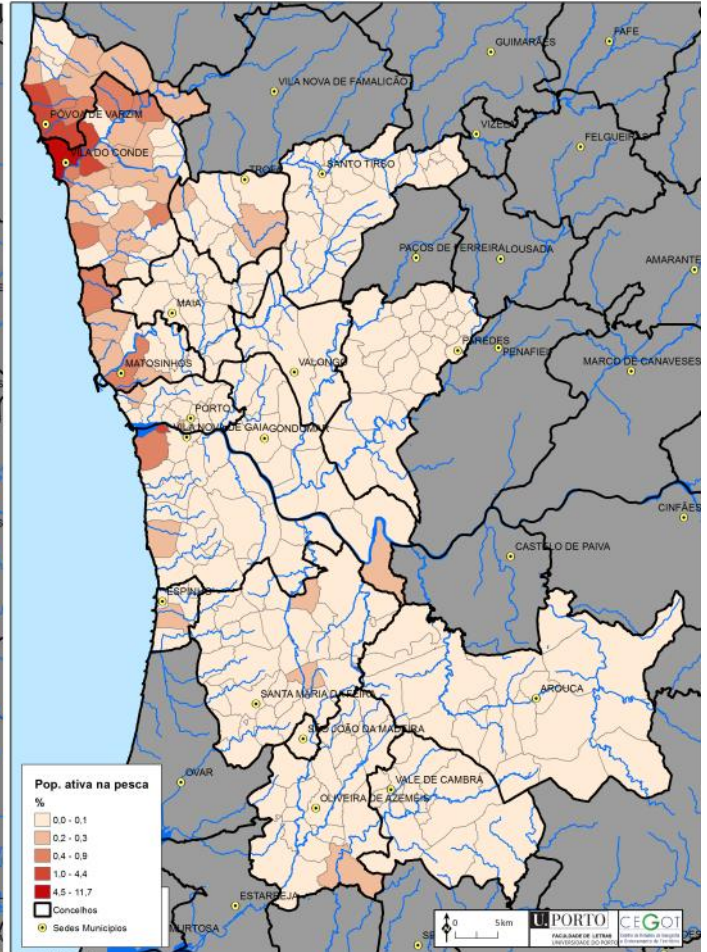 FAFE
GUIMARÃES
VILA NOVA DE FAMALICÃO
PÓVOA DE VARZIM
VIZELA
FELGUEIRAS
VILA DO CONDE
TROFA
SANTO TIRSO
PAÇOS DE FERREIRA
LOUSADA
AMARANTE
MAIA
PAREDES
PENAFIEL
MATOSINHOS
VALONGO
MARCO DE CANAVESES
PORTO
VILA NOVA DE GAIA
GONDOMAR
CINFÃES
CASTELO DE PAIVA
ESPINHO
AROUCA
SANTA MARIA DA FEIRA
SÃO JOÃO DA MADEIRA
OVAR
VALE DE CAMBRA
OLIVEIRA DE AZEMÉIS
ESTARREJA
MURTOSA
SE
Pop. ativa na pesca
%
0,0 - 0,1
0,2 - 0,3
0,4 - 0,9
1,0 - 4,4
4,5 - 11,7
Concelhos
Sedes Municípios
0 5 km
U. PORTO
FACULDADE DE LETRAS
UNIVERSIDADE DO PORTO
CEGOT